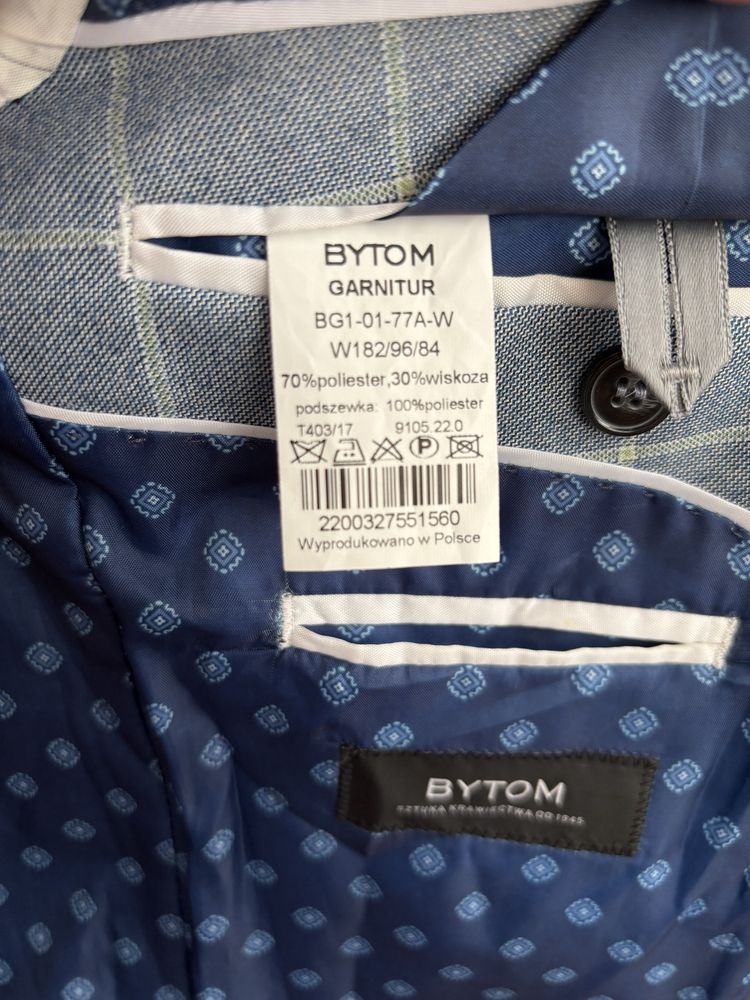 BYTOM
GARNITUR
BG1-01-77A-W
W182/96/84
70%poliester,30%wiskoza
podszewka: 100%poliester
T403/17 9105.22.0
P
2200327551560
Wyprodukowano w Polsce
BYTOM
SZTUKA KRAWIECTWA OD 1945